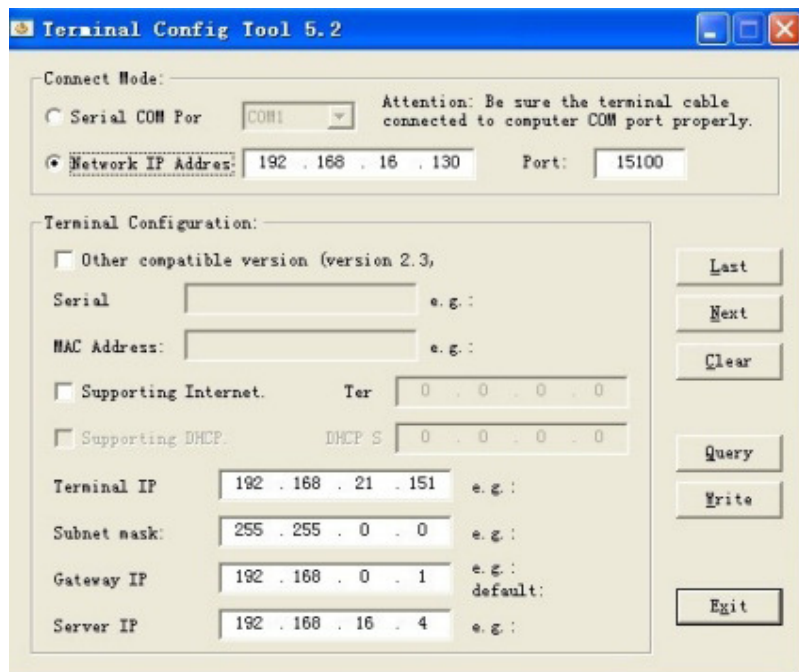 Terminal Config Tool 5.2
Connect Mode:
Serial COM Por COM1 Attention: Be sure the terminal cable
connected to computer COM port properly.
Network IP Addres: 192 . 168 . 16 . 130 Port: 15100
Terminal Configuration:
Other compatible version (version 2.3,
Serial e.g.:
MAC Address: e.g.:
Supporting Internet. Ter 0 . 0 . 0 . 0
Supporting DHCP. DHCP S 0 . 0 . 0 . 0
Terminal IP 192 . 168 . 21 . 151 e.g.:
Subnet mask: 255 . 255 . 0 . 0 e.g.:
Gateway IP 192 . 168 . 0 . 1 e.g.:
default:
Server IP 192 . 168 . 16 . 4 e.g.:
Last
Next
Clear
Query
Write
Exit